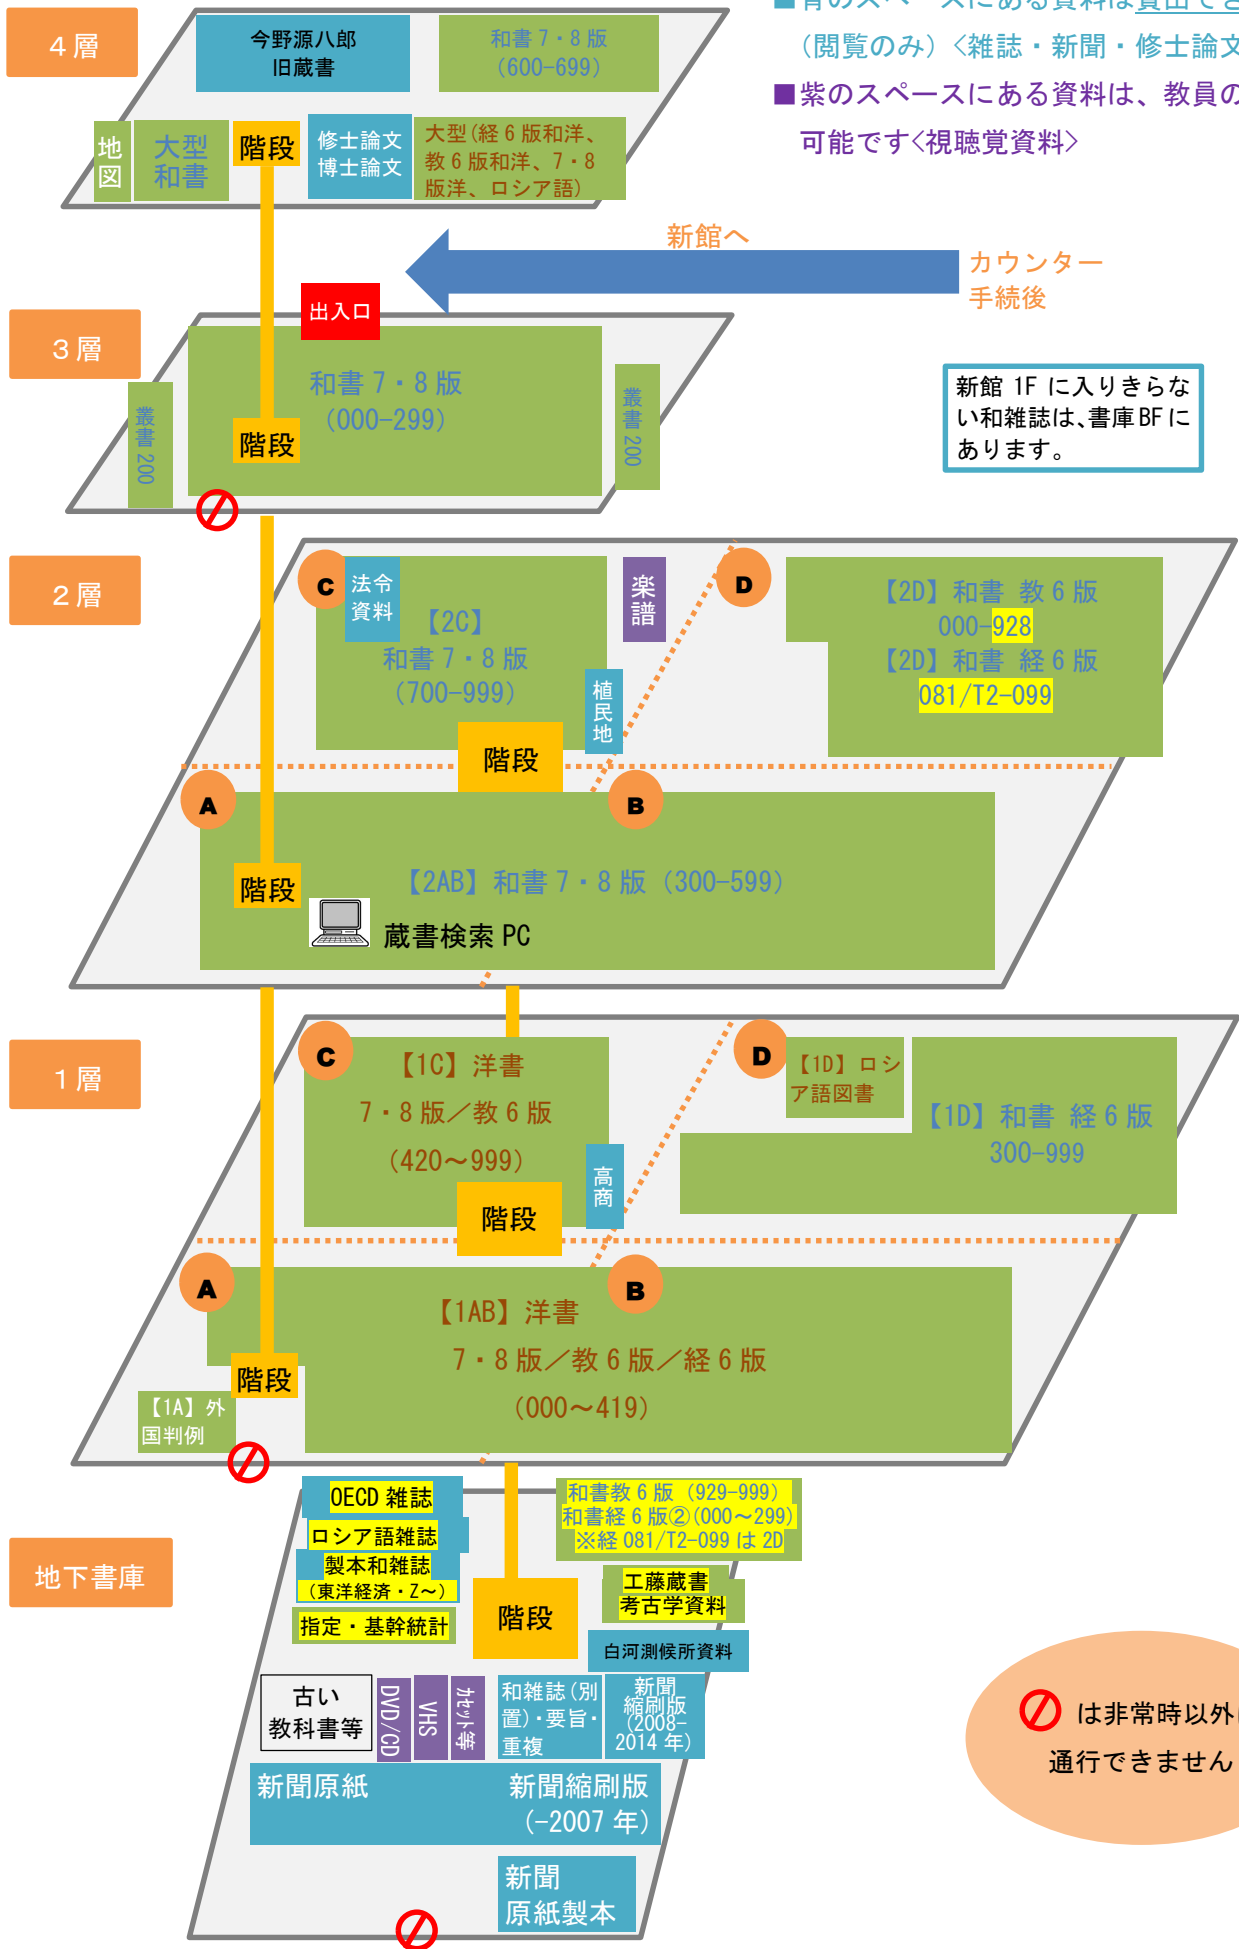 ■青のスペースにある資料は貸出でき
（閲覧のみ）<雑誌・新聞・修士論文
■紫のスペースにある資料は、教員の
可能です<視聴覚資料>
４層
今野源八郎
旧蔵書
和書 7・8 版
(600-699)
地図
大型
和書
階段
修士論文
博士論文
大型(経 6 版和洋、
教 6 版和洋、7・8
版洋、ロシア語)
新館へ
カウンター
手続後
出入口
３層
和書 7・8 版
(000-299)
叢書 200
叢書 200
階段
新館 1F に入りきらな
い和雑誌は、書庫 BF に
あります。
２層
C
法令
資料
【2C】
和書 7・8 版
(700-999)
楽譜
植民地
D
【2D】和書 教 6 版
000-928
【2D】和書 経 6 版
081/T2-099
階段
A
B
【2AB】和書 7・8 版（300-599）
階段
蔵書検索 PC
１層
C
【1C】洋書
7・8 版／教 6 版
（420～999）
高商
D
【1D】ロシ
ア語図書
【1D】和書 経 6 版
300-999
階段
A
B
【1AB】洋書
7・8 版／教 6 版／経 6 版
（000～419）
階段
【1A】外
国判例
地下書庫
OECD 雑誌
ロシア語雑誌
製本和雑誌
（東洋経済・Z～）
指定・基幹統計
階段
和書教 6 版（929-999）
和書経 6 版②(000～299)
※経 081/T2-099 は 2D
工藤蔵書
考古学資料
白河測候所資料
古い
教科書等
DVD/CD
VHS
ｶｾｯﾄ等
和雑誌(別
置)・要旨・
重複
新聞
縮刷版
(2008-
2014 年)
新聞原紙
新聞縮刷版
(-2007 年)
新聞
原紙製本
は非常時以外
通行できません